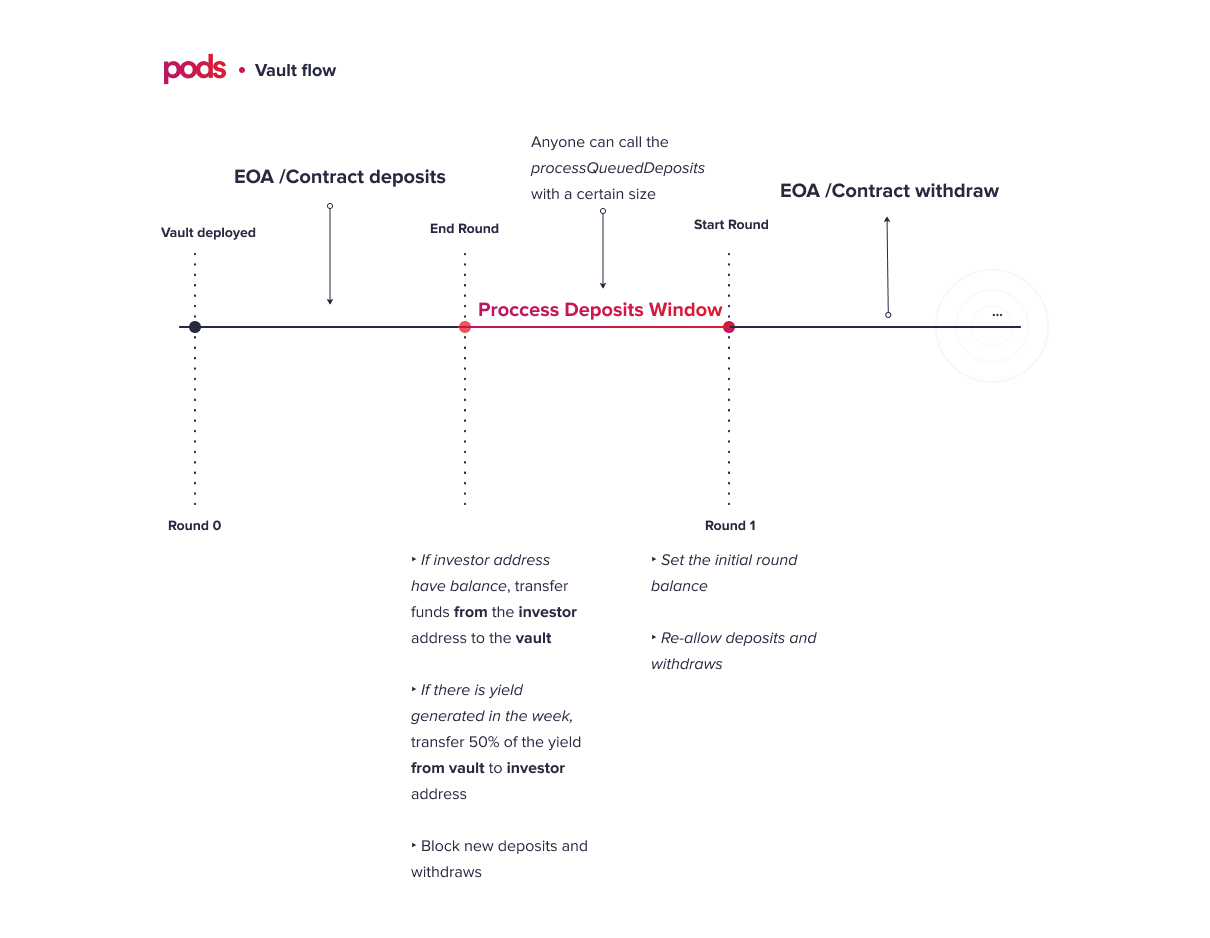 pods • Vault flow
Anyone can call the
processQueuedDeposits
with a certain size
EOA /Contract deposits
EOA /Contract withdraw
Vault deployed
End Round
Start Round
Proccess Deposits Window
...
Round 0
Round 1
‣ If investor address
have balance, transfer
funds from the investor
address to the vault
‣ If there is yield
generated in the week,
transfer 50% of the yield
from vault to investor
address
‣ Block new deposits and
withdraws
‣ Set the initial round
balance
‣ Re-allow deposits and
withdraws